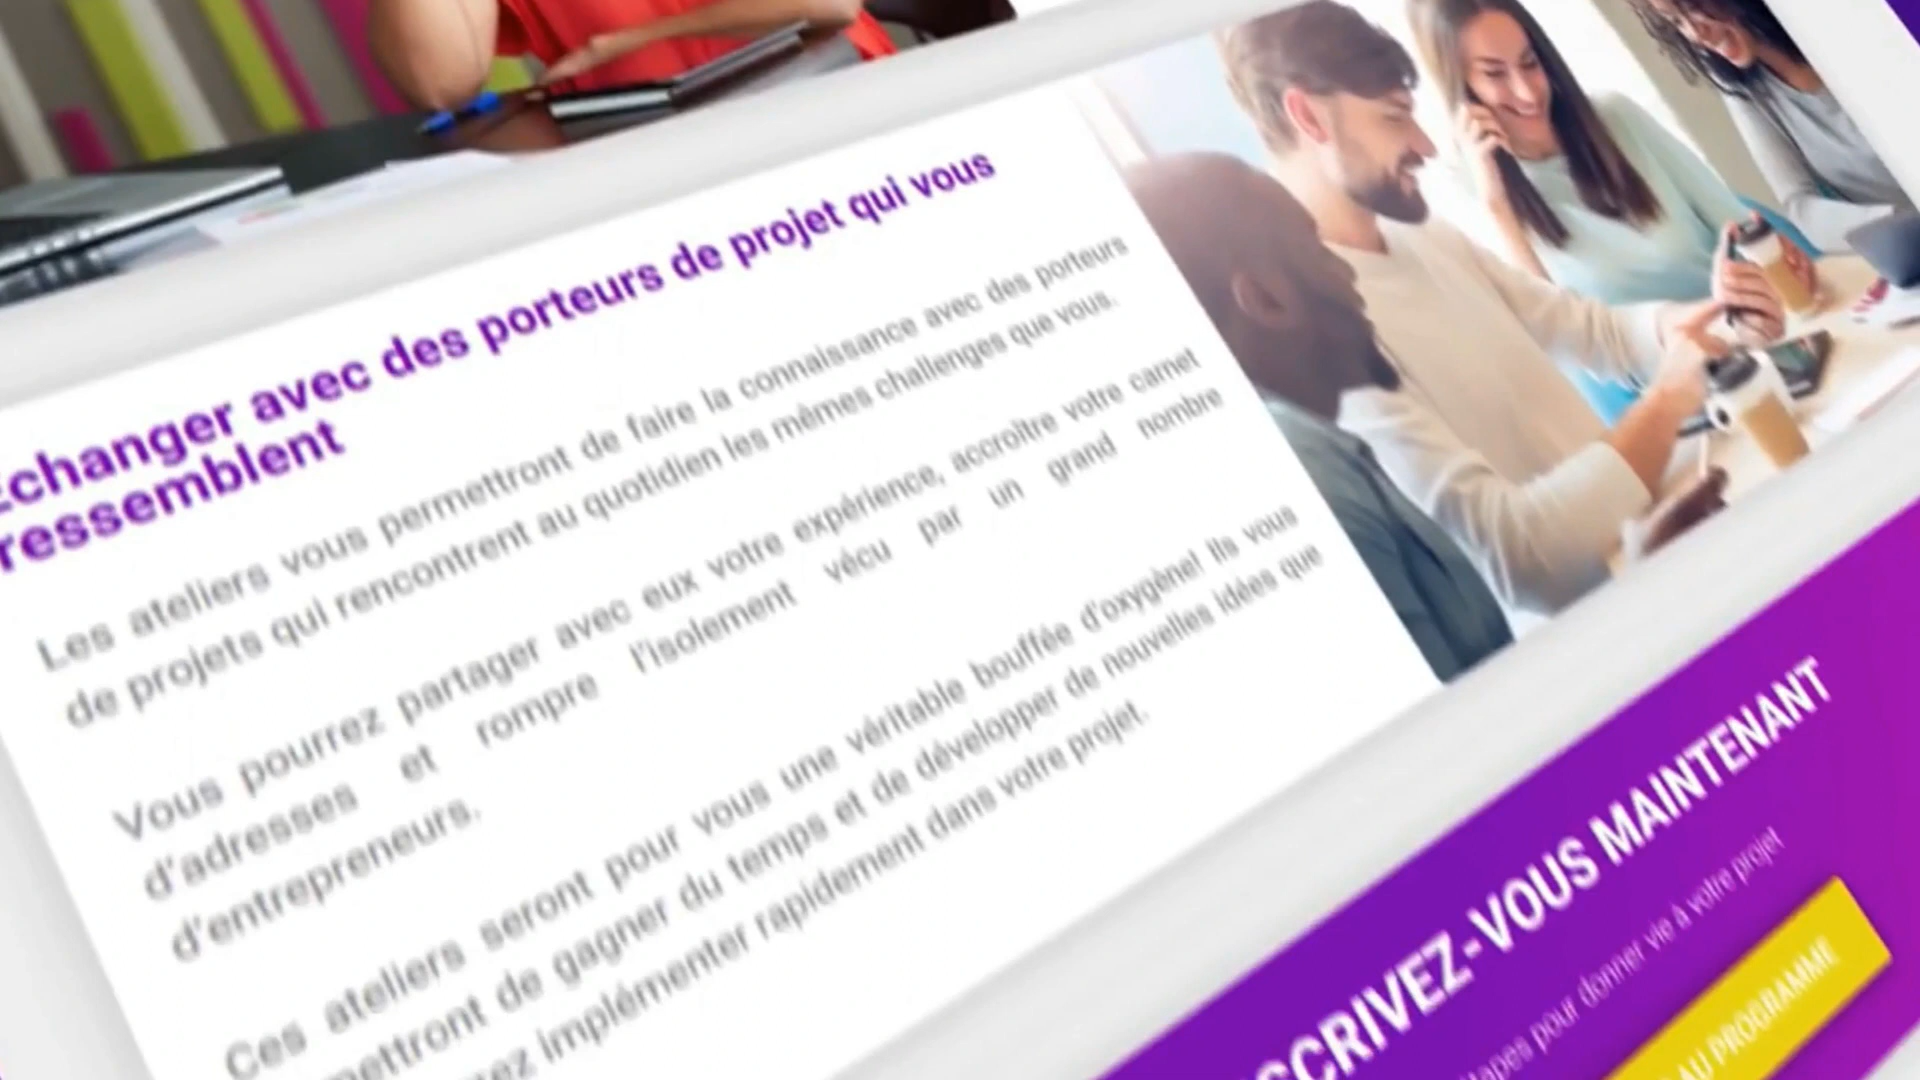 Echanger avec des porteurs de projet qui vous
ressemblent
Les ateliers vous permettront de faire la connaissance avec des porteurs
de projets qui rencontrent au quotidien les mêmes challenges que vous.
Vous pourrez partager avec eux votre expérience, accroître votre carnet
d'adresses et rompre l'isolement vécu par un grand nombre
d'entrepreneurs.
Ces ateliers seront pour vous une véritable bouffée d'oxygène! Ils vous
mettront de gagner du temps et de développer de nouvelles idées que
ez implémenter rapidement dans votre projet.
SCRIVEZ-VOUS MAINTENANT
tapes pour donner vie à votre projet
AU PROGRAMME